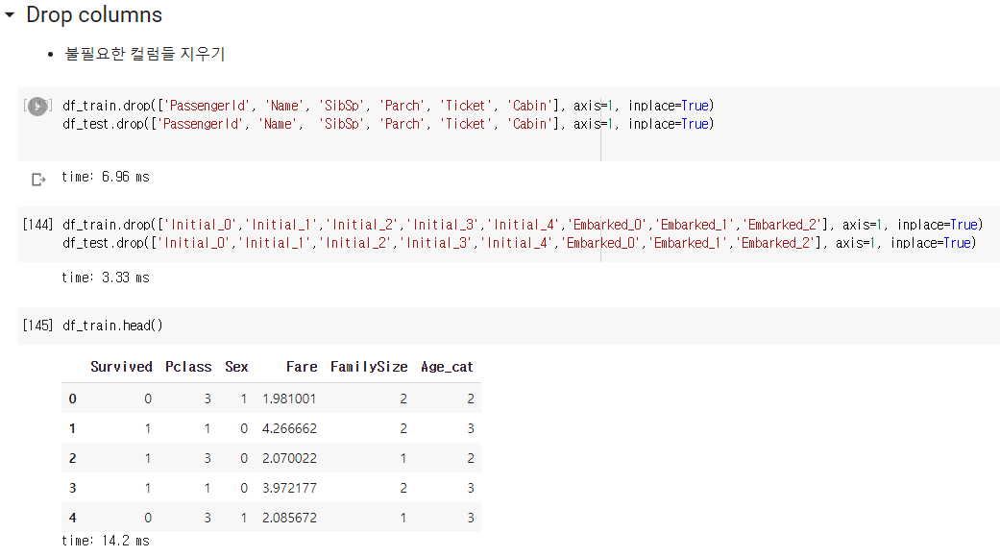 Drop columns
불필요한 컬럼들 지우기
df_train.drop(['PassengerId', 'Name', 'SibSp', 'Parch', 'Ticket', 'Cabin'], axis=1, inplace=True)
df_test.drop(['PassengerId', 'Name',  'SibSp', 'Parch', 'Ticket', 'Cabin'], axis=1, inplace=True)
time: 6.96 ms
[144] df_train.drop(['Initial_0','Initial_1','Initial_2','Initial_3','Initial_4','Embarked_0','Embarked_1','Embarked_2'], axis=1, inplace=True)
df_test.drop(['Initial_0','Initial_1','Initial_2','Initial_3','Initial_4','Embarked_0','Embarked_1','Embarked_2'], axis=1, inplace=True)
time: 3.33 ms
[145] df_train.head()
Survived Pclass Sex Fare FamilySize Age_cat
0 0 3 1 1.981001 2 2
1 1 1 0 4.266662 2 3
2 1 3 0 2.070022 1 2
3 1 1 0 3.972177 2 3
4 0 3 1 2.085672 1 3
time: 14.2 ms